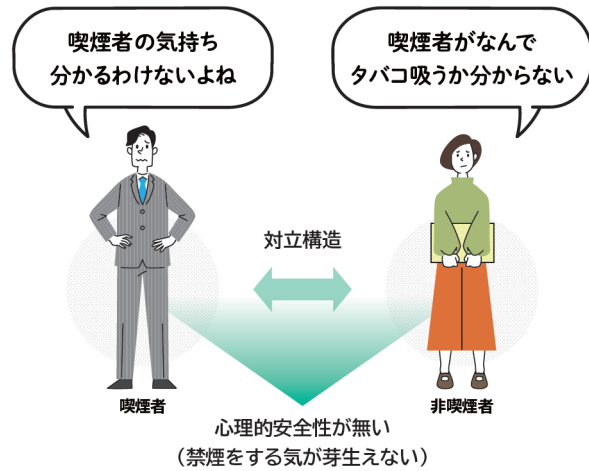 喫煙者の気持ち
分かるわけないよね
喫煙者がなんで
タバコ吸うか分からない
対立構造
喫煙者
非喫煙者
心理的安全性が無い
（禁煙をする気が芽生えない）